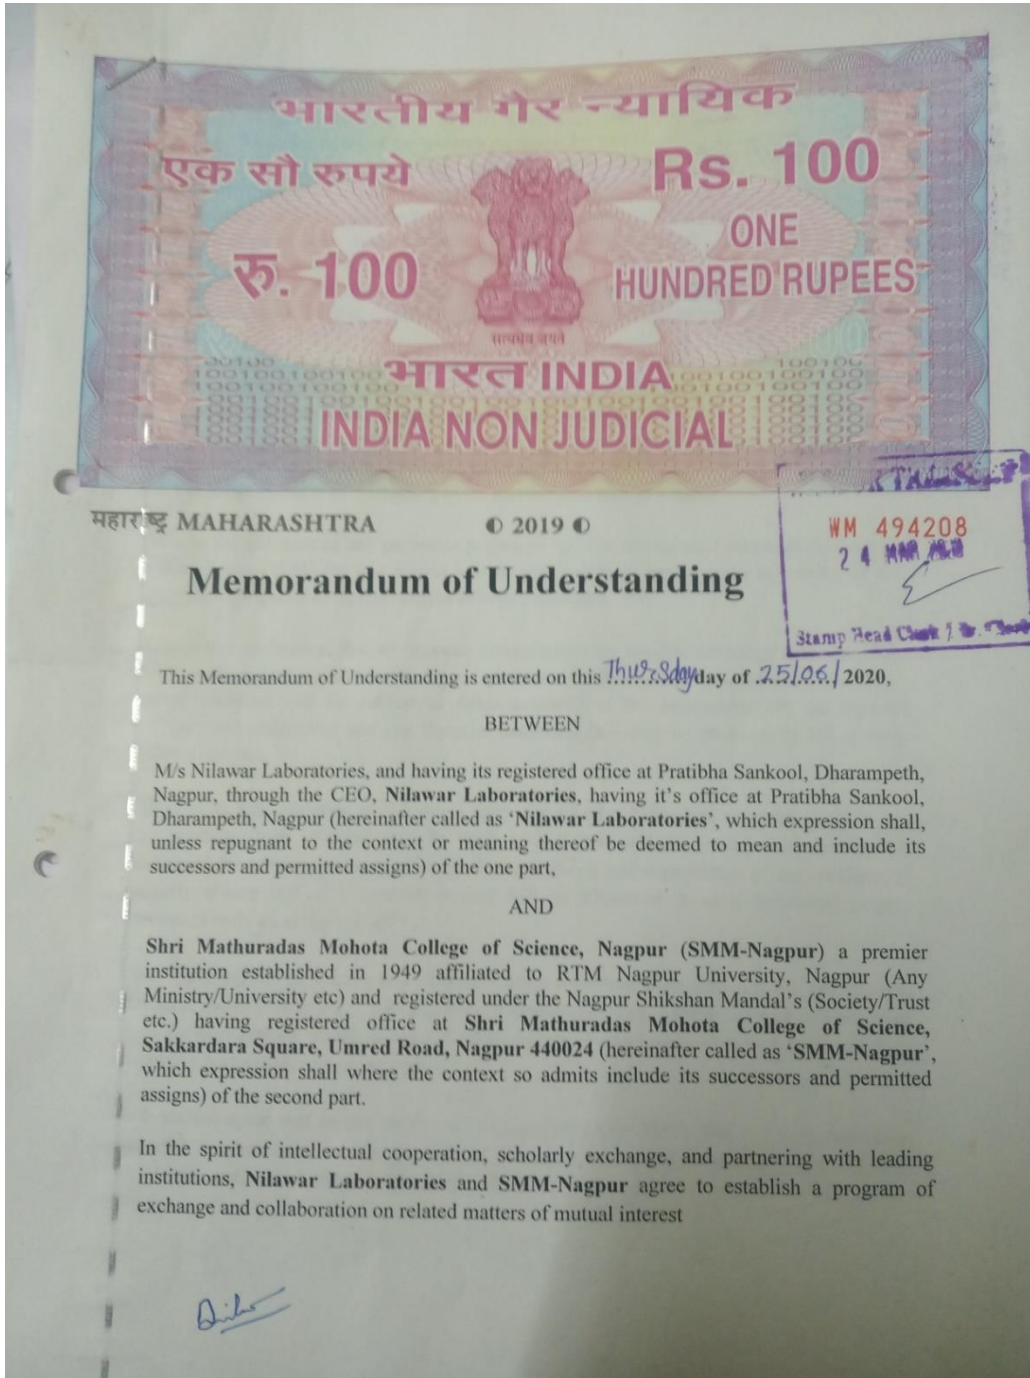 भारतीय गैर न्यायिक
एक सौ रुपये
Rs. 100
रु. 100
ONE
HUNDRED RUPEES
सत्यमेव जयते
भारत INDIA
INDIA NON JUDICIAL
महाराष्ट्र MAHARASHTRA
2019
WM 494208
24 MAR
Stamp Head
Memorandum of Understanding
This Memorandum of Understanding is entered on this Thursday day of 25/06/ 2020,
BETWEEN
M/s Nilawar Laboratories, and having its registered office at Pratibha Sankool, Dharampeth,
Nagpur, through the CEO, Nilawar Laboratories, having it's office at Pratibha Sankool,
Dharampeth, Nagpur (hereinafter called as 'Nilawar Laboratories', which expression shall,
unless repugnant to the context or meaning thereof be deemed to mean and include its
successors and permitted assigns) of the one part,
AND
Shri Mathuradas Mohota College of Science, Nagpur (SMM-Nagpur) a premier
institution established in 1949 affiliated to RTM Nagpur University, Nagpur (Any
Ministry/University etc) and registered under the Nagpur Shikshan Mandal's (Society/Trust
etc.) having registered office at Shri Mathuradas Mohota College of Science,
Sakkardara Square, Umred Road, Nagpur 440024 (hereinafter called as 'SMM-Nagpur',
which expression shall where the context so admits include its successors and permitted
assigns) of the second part.
In the spirit of intellectual cooperation, scholarly exchange, and partnering with leading
institutions, Nilawar Laboratories and SMM-Nagpur agree to establish a program of
exchange and collaboration on related matters of mutual interest